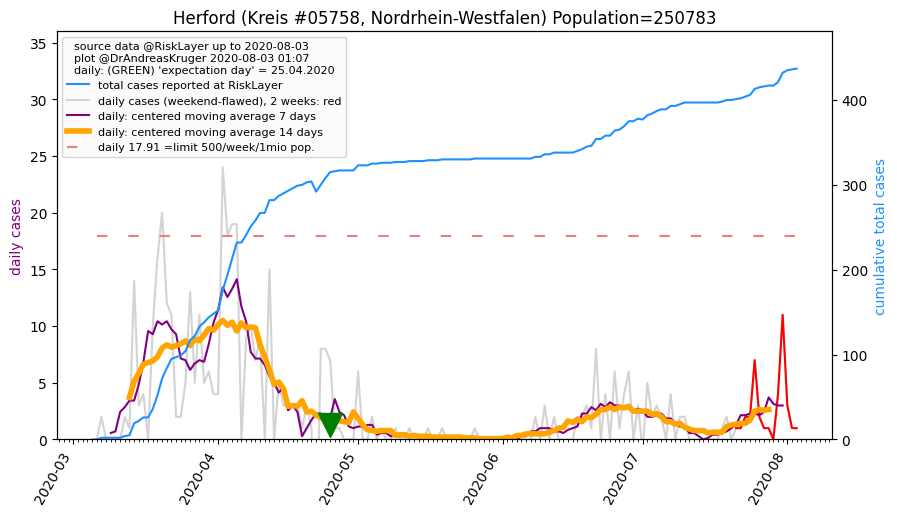 Herford (Kreis #05758, Nordrhein-Westfalen) Population=250783
source data @RiskLayer up to 2020-08-03
plot @DrAndreasKruger 2020-08-03 01:07
daily: (GREEN) 'expectation day' = 25.04.2020
total cases reported at RiskLayer
daily cases (weekend-flawed), 2 weeks: red
daily: centered moving average 7 days
daily: centered moving average 14 days
daily 17.91 =limit 500/week/1mio pop.
daily cases
35
30
25
20
15
10
5
0
cumulative total cases
400
300
200
100
0
2020-03
2020-04
2020-05
2020-06
2020-07
2020-08